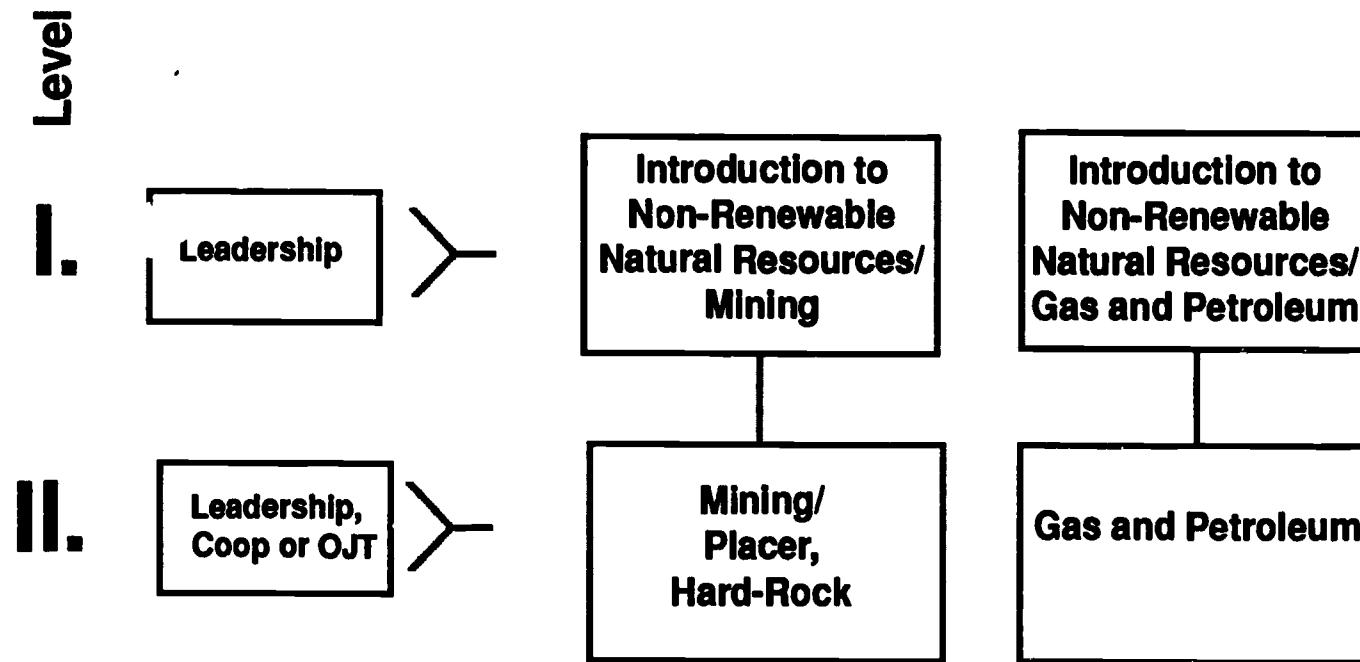 Level
I.
Leadership
Introduction to
Non-Renewable
Natural Resources/
Mining
Introduction to
Non-Renewable
Natural Resources/
Gas and Petroleum
II.
Leadership,
Coop or OJT
Mining/
Placer,
Hard-Rock
Gas and Petroleum